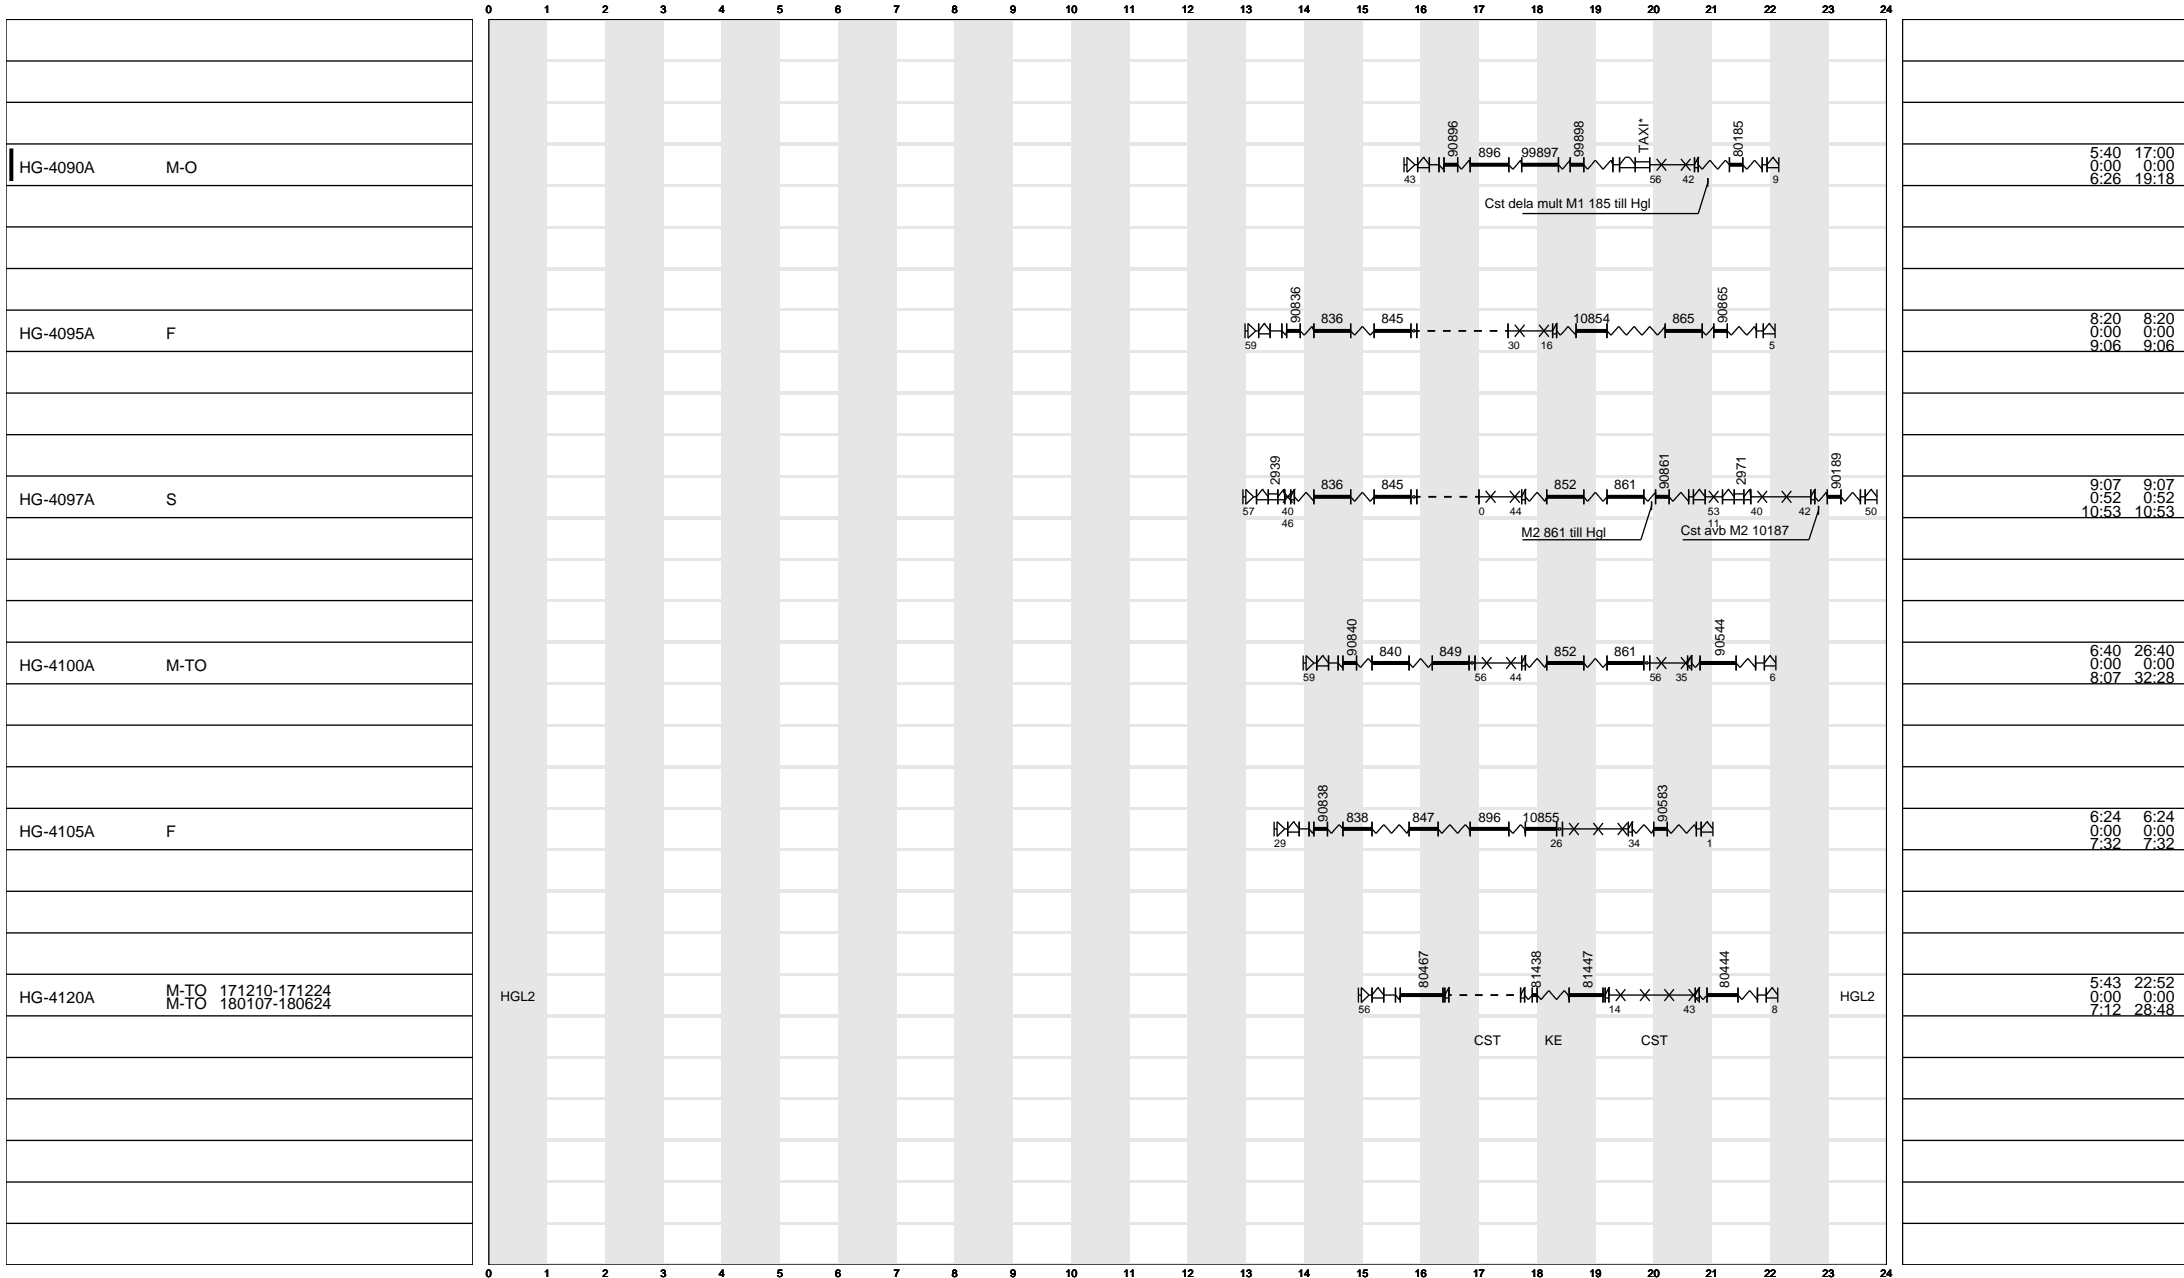 0 1 2 3 4 5 6 7 8 9 10 11 12 13 14 15 16 17 18 19 20 21 22 23 24
90896 896 99897 99898 TAXI* 80185
HG-4090A M-O
43 56 42 9
Cst dela mult M1 185 till Hgl
5:40 17:00
0:00 0:00
6:26 19:18
90836 836 845 10854 865 90865
HG-4095A F
59 30 16 5
8:20 8:20
0:00 0:00
9:06 9:06
2939 836 845 852 861 90861 2971 90189
HG-4097A S
57 40 0 44 53 40 42 50
46 11
M2 861 till Hgl Cst avb M2 10187
9:07 9:07
0:52 0:52
10:53 10:53
90840 840 849 852 861 90544
HG-4100A M-TO
59 56 44 56 35 6
6:40 26:40
0:00 0:00
8:07 32:28
90838 838 847 896 10855 90583
HG-4105A F
29 26 34 1
6:24 6:24
0:00 0:00
7:32 7:32
80467 81438 81447 80444
HG-4120A M-TO 171210-171224
M-TO 180107-180624
HGL2 HGL2
56 14 43 8
CST KE CST
5:43 22:52
0:00 0:00
7:12 28:48
0 1 2 3 4 5 6 7 8 9 10 11 12 13 14 15 16 17 18 19 20 21 22 23 24